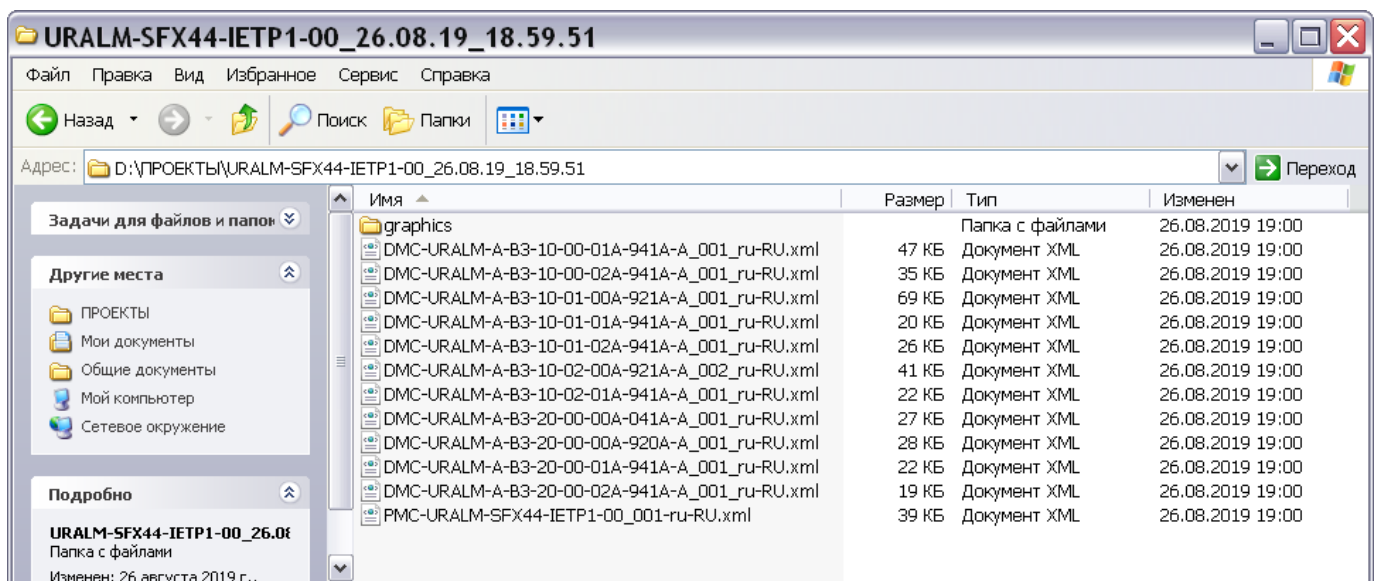 URALM-SFX44-IETP1-00_26.08.19_18.59.51
Файл Правка Вид Избранное Сервис Справка
Назад Поиск Папки
Адрес: D:\ПРОЕКТЫ\URALM-SFX44-IETP1-00_26.08.19_18.59.51 Переход
Имя Размер Тип Изменен
Задачи для файлов и папок
Другие места
ПРОЕКТЫ
Мои документы
Общие документы
Мой компьютер
Сетевое окружение
Подробно
URALM-SFX44-IETP1-00_26.08
Папка с файлами
Изменен: 26 августа 2019 г.,
graphics Папка с файлами 26.08.2019 19:00
DMC-URALM-A-B3-10-00-01A-941A-A_001_ru-RU.xml 47 КБ Документ XML 26.08.2019 19:00
DMC-URALM-A-B3-10-00-02A-941A-A_001_ru-RU.xml 35 КБ Документ XML 26.08.2019 19:00
DMC-URALM-A-B3-10-01-00A-921A-A_001_ru-RU.xml 69 КБ Документ XML 26.08.2019 19:00
DMC-URALM-A-B3-10-01-01A-941A-A_001_ru-RU.xml 20 КБ Документ XML 26.08.2019 19:00
DMC-URALM-A-B3-10-01-02A-941A-A_001_ru-RU.xml 26 КБ Документ XML 26.08.2019 19:00
DMC-URALM-A-B3-10-02-00A-921A-A_002_ru-RU.xml 41 КБ Документ XML 26.08.2019 19:00
DMC-URALM-A-B3-10-02-01A-941A-A_001_ru-RU.xml 22 КБ Документ XML 26.08.2019 19:00
DMC-URALM-A-B3-20-00-00A-041A-A_001_ru-RU.xml 27 КБ Документ XML 26.08.2019 19:00
DMC-URALM-A-B3-20-00-00A-920A-A_001_ru-RU.xml 28 КБ Документ XML 26.08.2019 19:00
DMC-URALM-A-B3-20-00-01A-941A-A_001_ru-RU.xml 22 КБ Документ XML 26.08.2019 19:00
DMC-URALM-A-B3-20-00-02A-941A-A_001_ru-RU.xml 19 КБ Документ XML 26.08.2019 19:00
PMC-URALM-SFX44-IETP1-00_001-ru-RU.xml 39 КБ Документ XML 26.08.2019 19:00